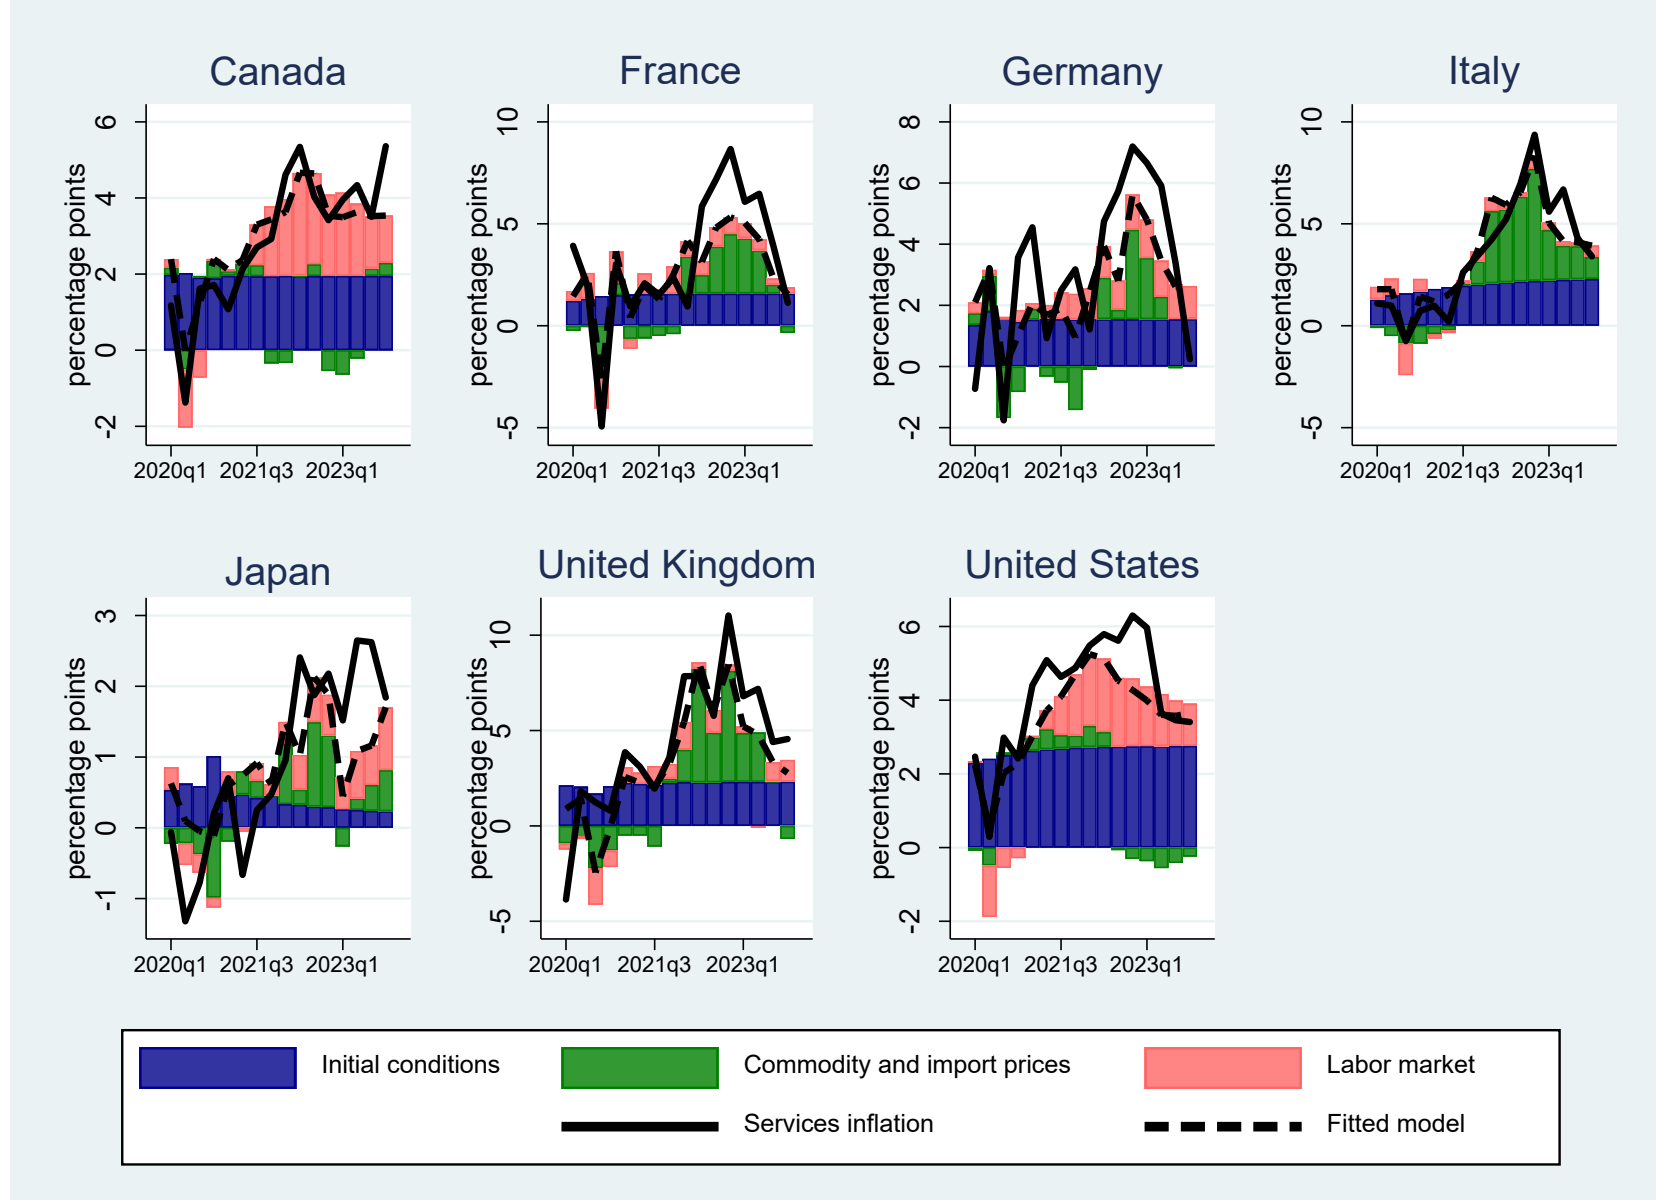 Canada
France
Germany
Italy
percentage points
6
4
2
0
-2
2020q1 2021q3 2023q1
percentage points
10
5
0
-5
2020q1 2021q3 2023q1
percentage points
8
6
4
2
0
-2
2020q1 2021q3 2023q1
percentage points
10
5
0
-5
2020q1 2021q3 2023q1
Japan
United Kingdom
United States
percentage points
3
2
1
0
-1
2020q1 2021q3 2023q1
percentage points
10
5
0
-5
2020q1 2021q3 2023q1
percentage points
6
4
2
0
-2
2020q1 2021q3 2023q1
Initial conditions
Commodity and import prices
Labor market
Services inflation
Fitted model